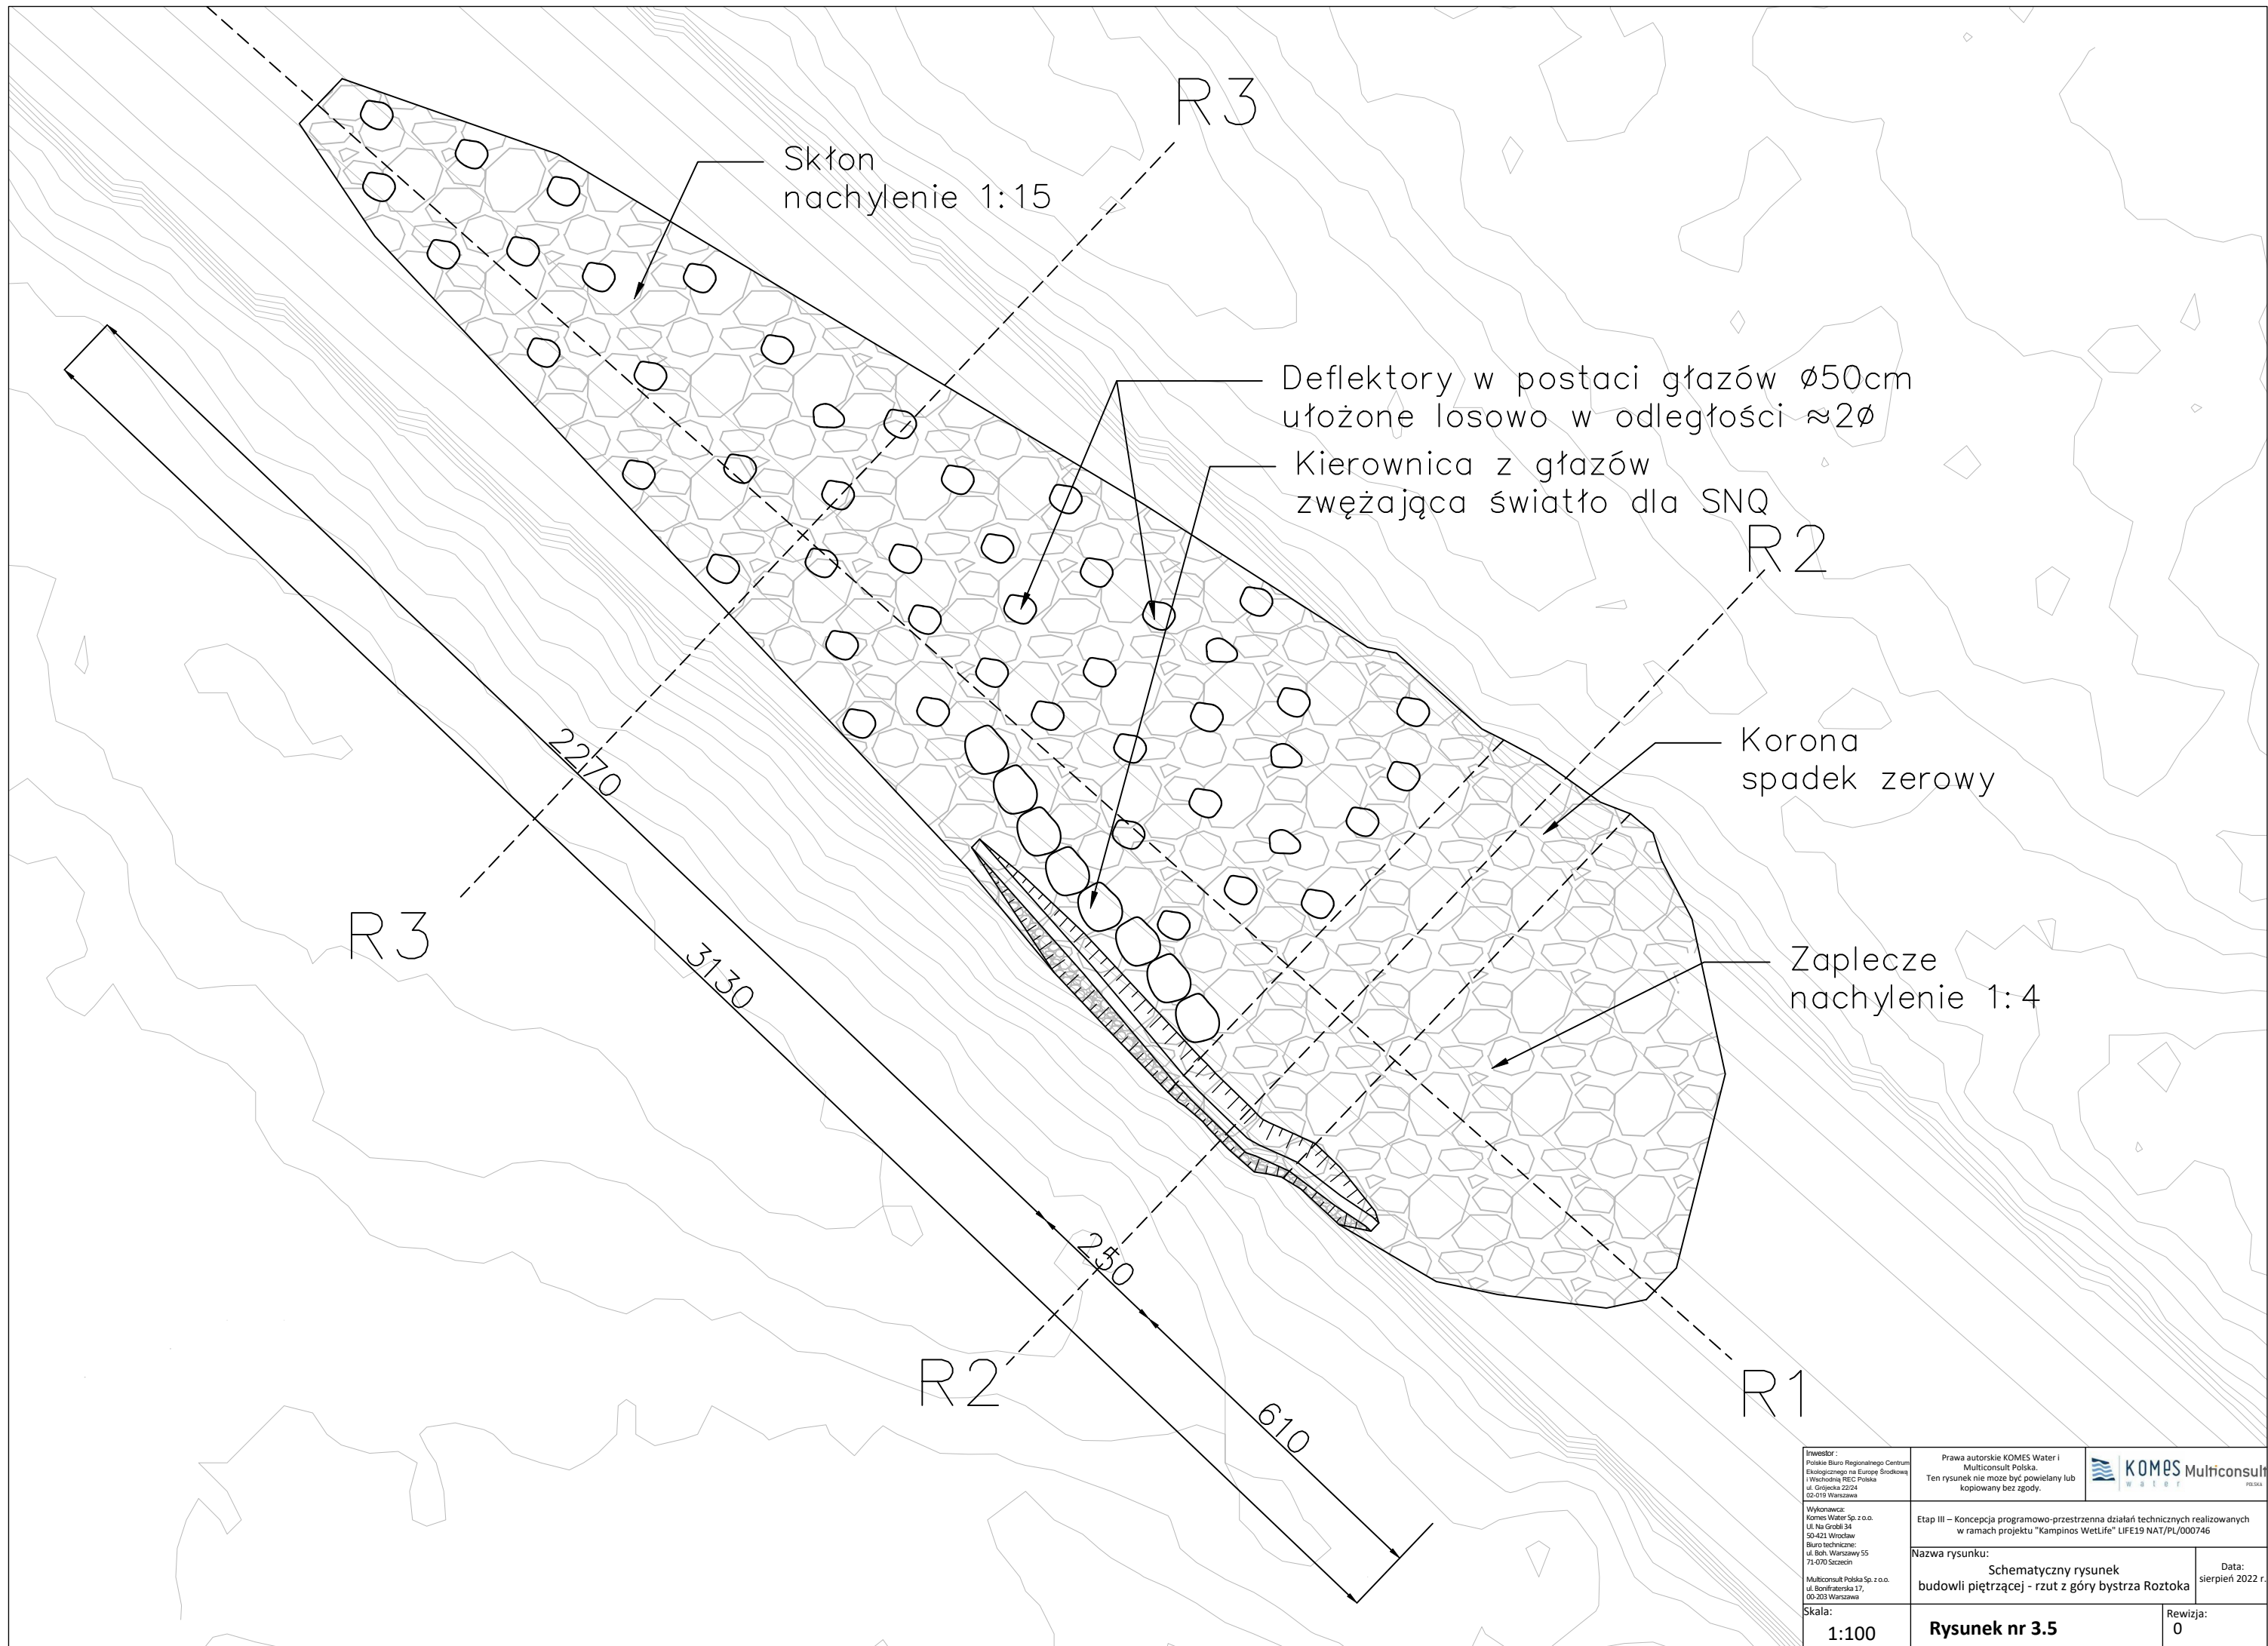 R3
Skłon
nachylenie 1:15
Deflektory w postaci głazów ø50cm
ułożone losowo w odległości ≈2ø
Kierownica z głazów
zwężająca światło dla SNQ
R2
Korona
spadek zerowy
2270
R3
3130
Zaplecze
nachylenie 1:4
250
R2
R1
610
Inwestor :
Polskie Biuro Regionalnego Centrum
Ekologicznego na Europę Środkową
i Wschodnią REC Polska
ul. Grójecka 22/24
02-019 Warszawa
Prawa autorskie KOMES Water i
Multiconsult Polska.
Ten rysunek nie moze być powielany lub
kopiowany bez zgody.
KOMES
water
Multiconsult
POLSKA
Wykonawca:
Komes Water Sp. z o.o.
Ul. Na Grobli 34
50-421 Wrocław
Biuro techniczne:
ul. Boh. Warszawy 55
71-070 Szczecin
Multiconsult Polska Sp. z o.o.
ul. Bonifraterska 17,
00-203 Warszawa
Etap III – Koncepcja programowo-przestrzenna działań technicznych realizowanych
w ramach projektu "Kampinos WetLife" LIFE19 NAT/PL/000746
Nazwa rysunku:
Schematyczny rysunek
budowli piętrzącej - rzut z góry bystrza Roztoka
Data:
sierpień 2022 r.
Skala:
1:100
Rysunek nr 3.5
Rewizja:
0